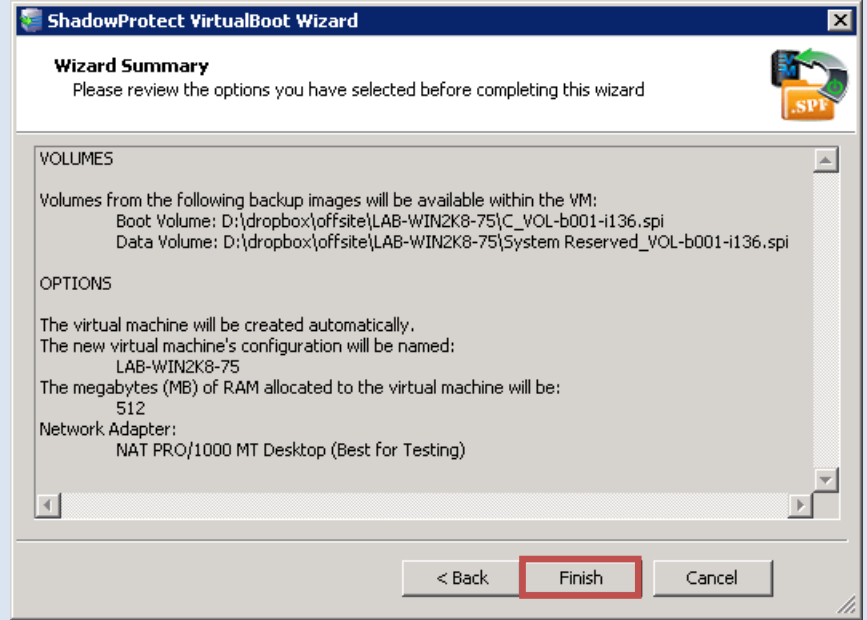 ShadowProtect VirtualBoot Wizard
Wizard Summary
Please review the options you have selected before completing this wizard
.SPF
VOLUMES
Volumes from the following backup images will be available within the VM:
Boot Volume: D:\dropbox\offsite\LAB-WIN2K8-75\C_VOL-b001-i136.spi
Data Volume: D:\dropbox\offsite\LAB-WIN2K8-75\System Reserved_VOL-b001-i136.spi
OPTIONS
The virtual machine will be created automatically.
The new virtual machine's configuration will be named:
LAB-WIN2K8-75
The megabytes (MB) of RAM allocated to the virtual machine will be:
512
Network Adapter:
NAT PRO/1000 MT Desktop (Best for Testing)
< Back Finish Cancel